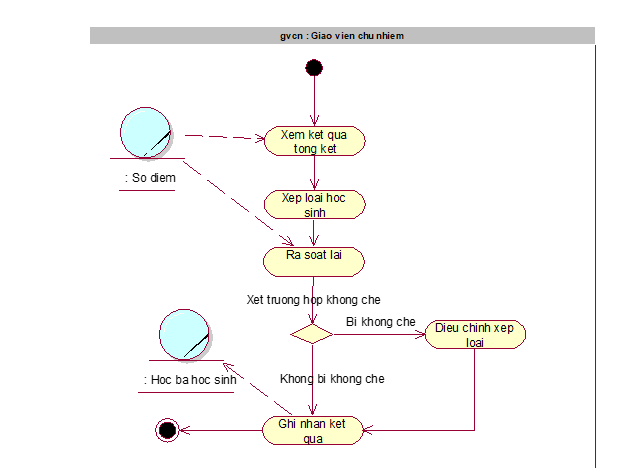 gvcn : Giao vien chu nhiem
Xem ket qua
tong ket
: So diem
Xep loai hoc
sinh
Ra soat lai
Xet truong hop khong che
Bi khong che
Dieu chinh xep
loai
: Hoc ba hoc sinh
Khong bi khong che
Ghi nhan ket
qua